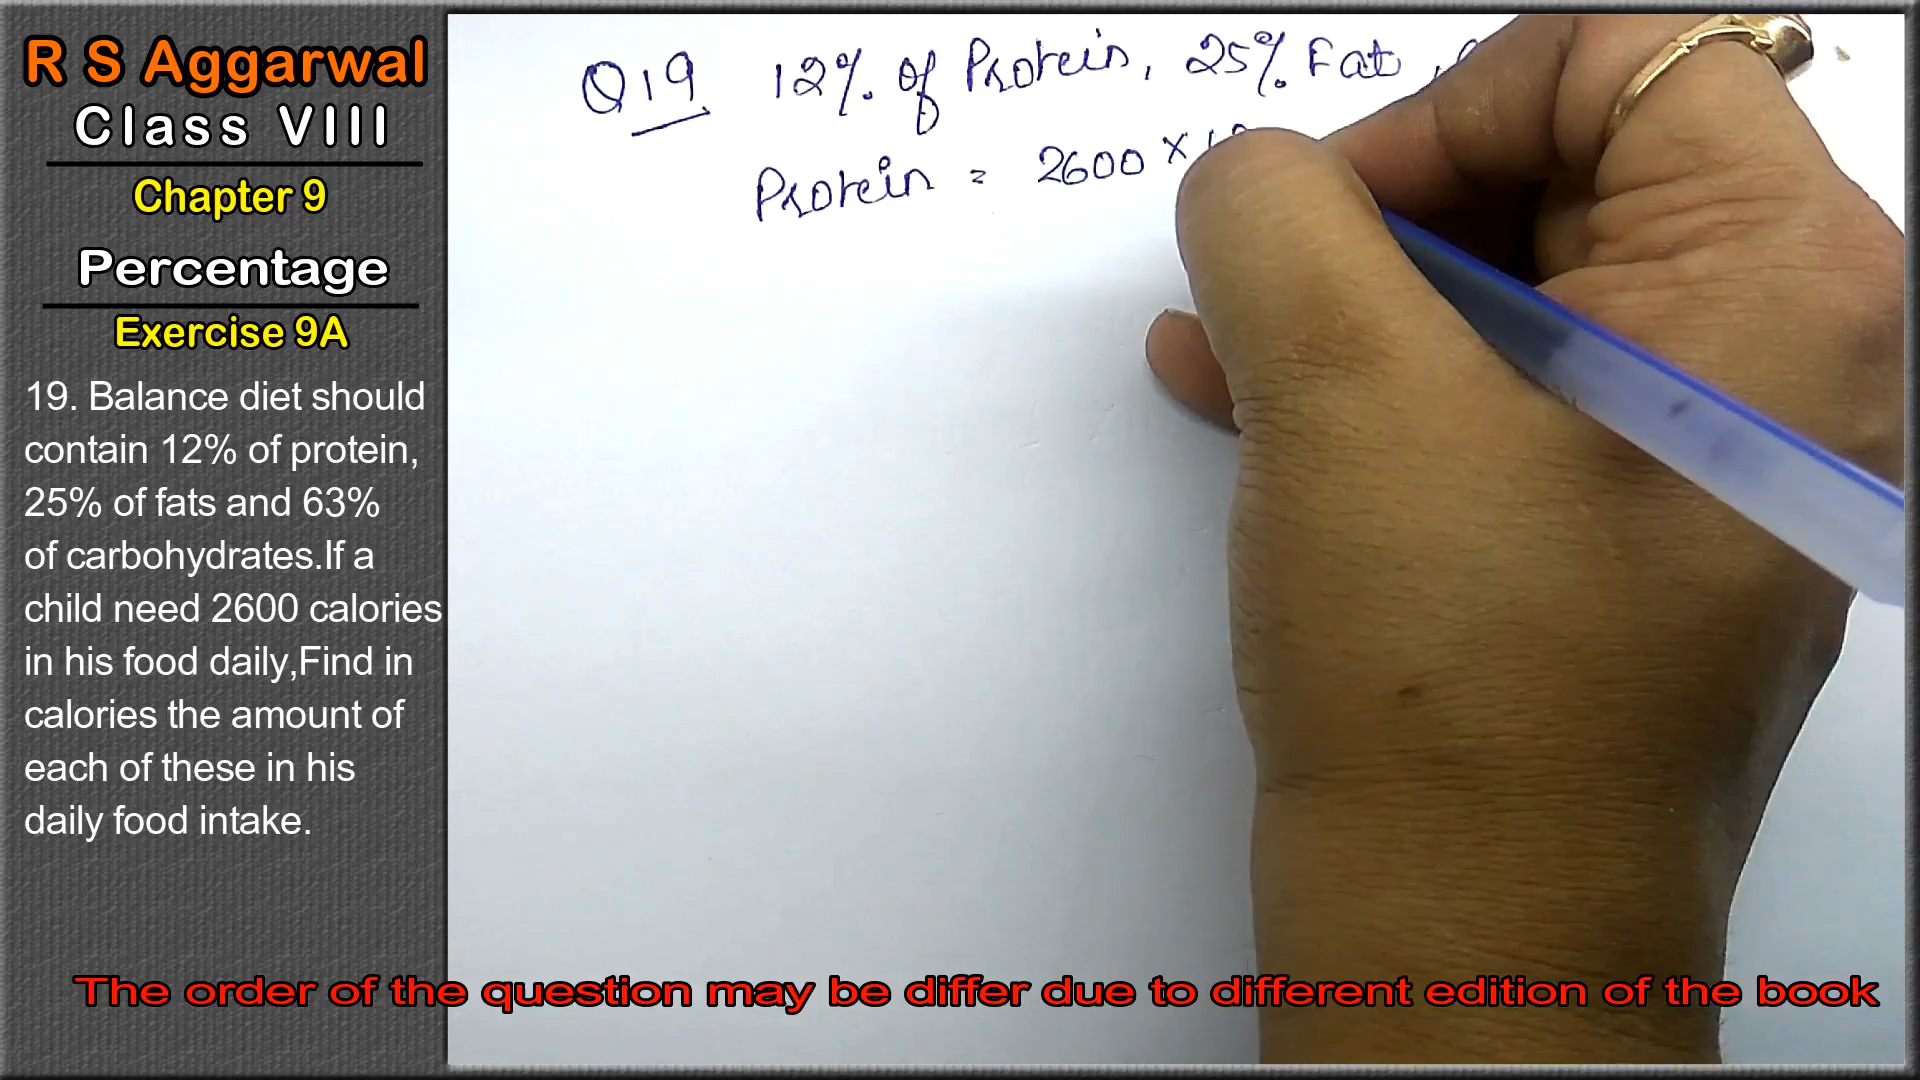 R S Aggarwal
Class VIII
Chapter 9
Percentage
Exercise 9A
19. Balance diet should
contain 12% of protein,
25% of fats and 63%
of carbohydrates.If a
child need 2600 calories
in his food daily,Find in
calories the amount of
each of these in his
daily food intake.
Q19 12% of Protein, 25% Fat,
Protein = 2600 ×
The order of the question may be differ due to different edition of the book